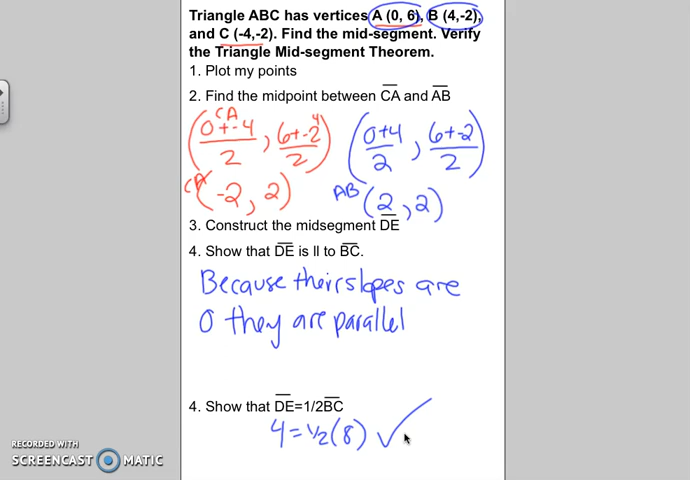 Triangle ABC has vertices A (0, 6), B (4,-2),
and C (-4,-2). Find the mid-segment. Verify
the Triangle Mid-segment Theorem.
1. Plot my points
2. Find the midpoint between CA and AB
CA
(0+-4/2, 6+-2/2) (0+4/2, 6+-2/2)
4
CA (-2, 2) AB (2, 2)
3. Construct the midsegment DE
4. Show that DE is ll to BC.
Because their slopes are
0 they are parallel
4. Show that DE=1/2BC
4=1/2(8) ✓
RECORDED WITH
SCREENCAST O MATIC